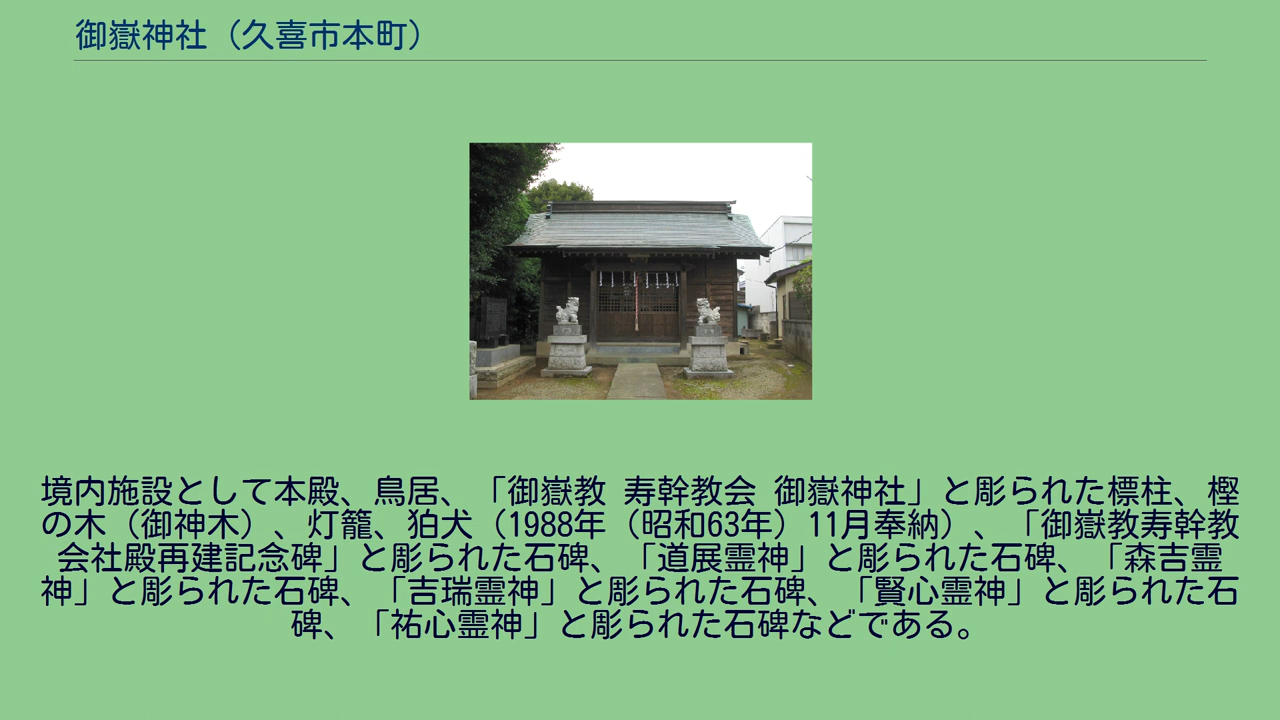 御嶽神社（久喜市本町）
境内施設として本殿、鳥居、「御嶽教 寿幹教会 御嶽神社」と彫られた標柱、樫
の木（御神木）、灯籠、狛犬（1988年（昭和63年）11月奉納）、「御嶽教寿幹教
会社殿再建記念碑」と彫られた石碑、「道展霊神」と彫られた石碑、「森吉霊
神」と彫られた石碑、「吉瑞霊神」と彫られた石碑、「賢心霊神」と彫られた石
碑、「祐心霊神」と彫られた石碑などである。